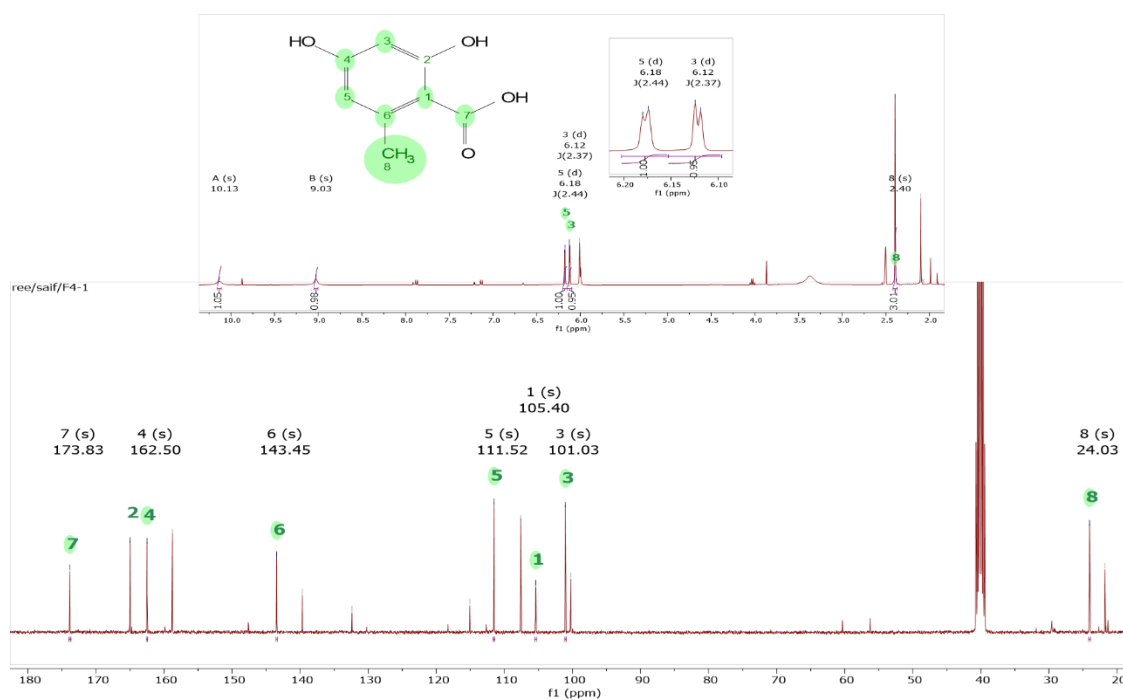 HO
3
OH
4
2
5
1
OH
6
7
CH3
8
O
5 (d)
6.18
J(2.44)
3 (d)
6.12
J(2.37)
1.00
0.95
6.20 6.15 6.10
f1 (ppm)
3 (d)
6.12
J(2.37)
A (s)
10.13
B (s)
9.03
5 (d)
6.18
J(2.44)
8 (s)
2.40
5
3
8
1.05
0.98
1.00
0.95
3.01
10.0 9.5 9.0 8.5 8.0 7.5 7.0 6.5 6.0 5.5 5.0 4.5 4.0 3.5 3.0 2.5 2.0
f1 (ppm)
ree/saif/F4-1
7 (s)
173.83
4 (s)
162.50
6 (s)
143.45
5 (s)
111.52
1 (s)
105.40
3 (s)
101.03
8 (s)
24.03
7
2
4
6
5
1
3
8
180 170 160 150 140 130 120 110 100 90 80 70 60 50 40 30 20
f1 (ppm)